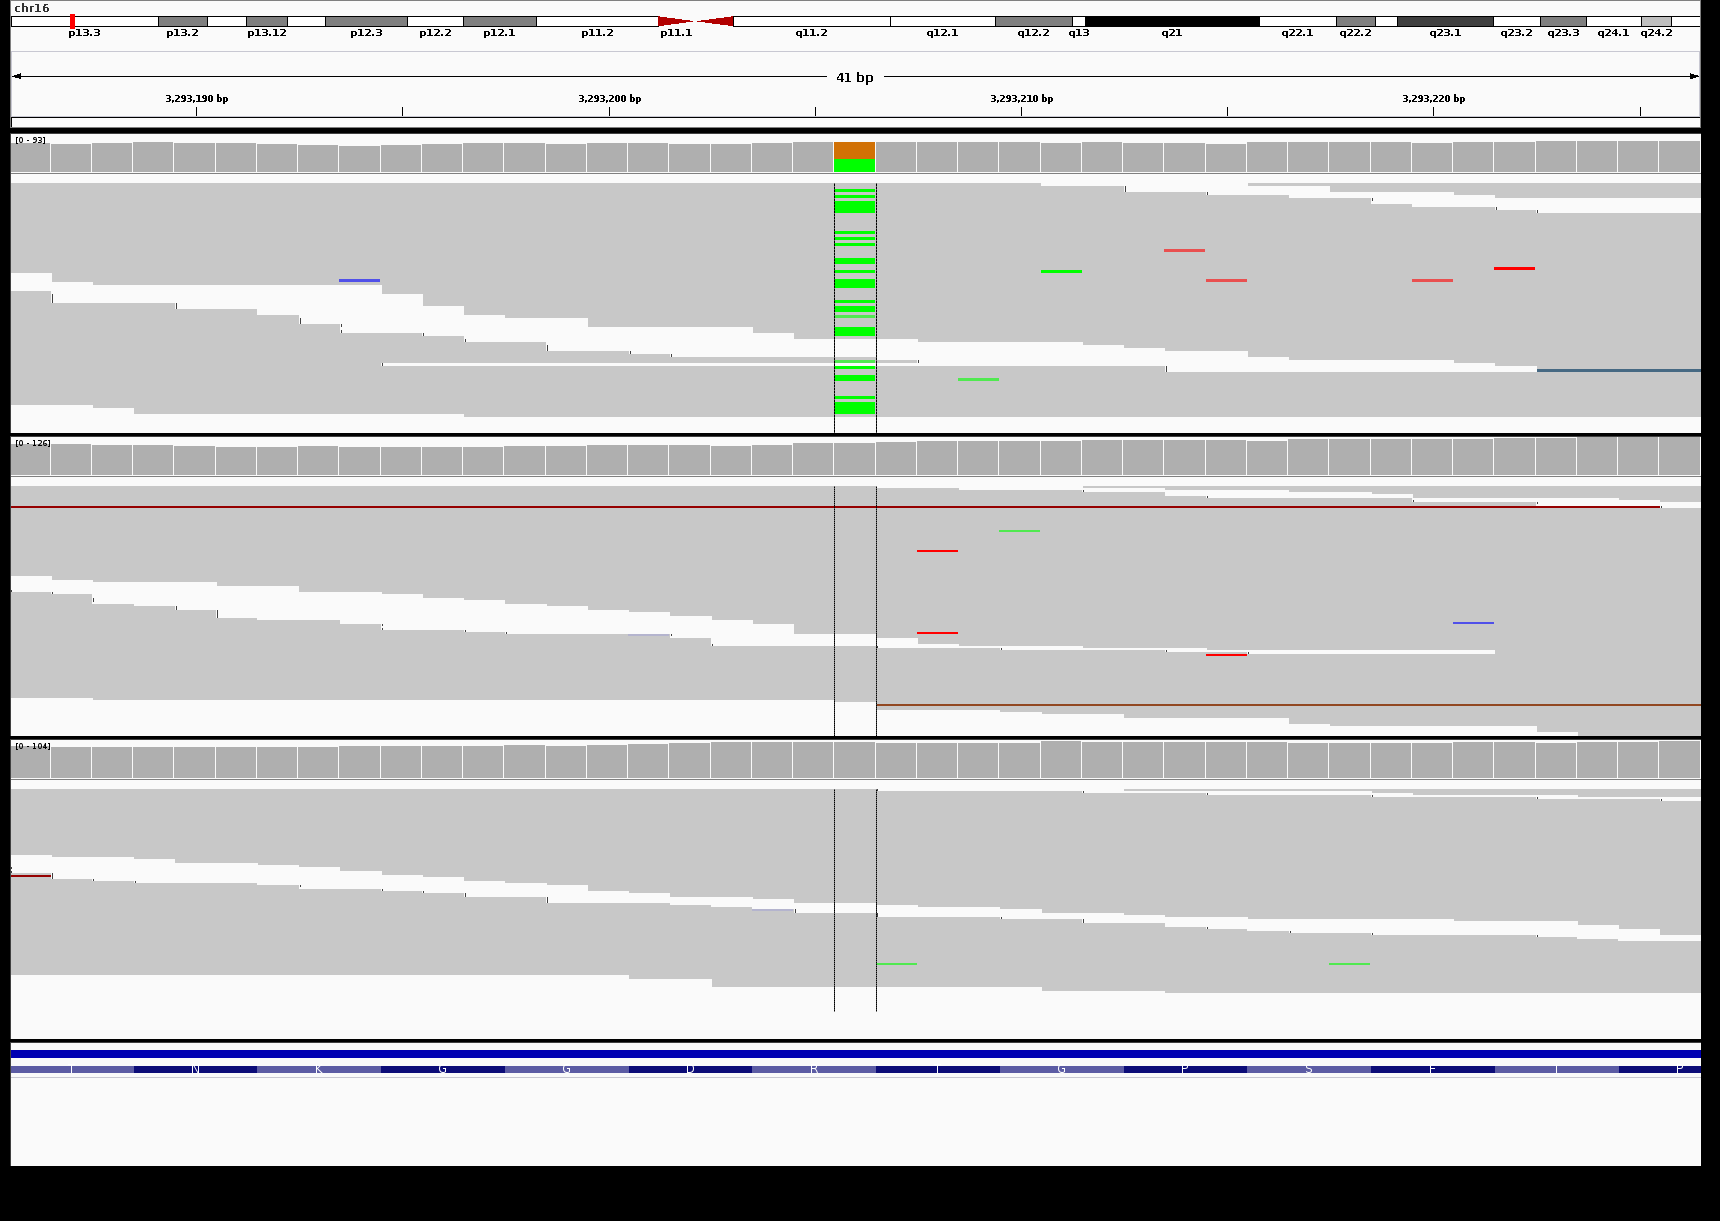 chr16
p13.3 p13.2 p13.12 p12.3 p12.2 p12.1 p11.2 p11.1 q11.2 q12.1 q12.2 q13 q21 q22.1 q22.2 q23.1 q23.2 q23.3 q24.1 q24.2
41 bp
3,293,190 bp 3,293,200 bp 3,293,210 bp 3,293,220 bp
[0 - 93]
[0 - 126]
[0 - 104]
N K G G D R G P S F P